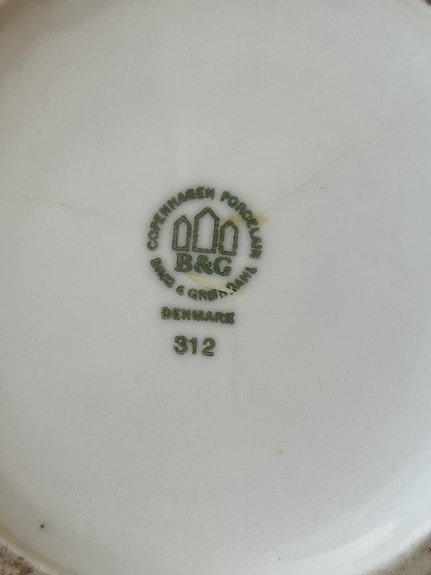 COPENHAGEN PORCELAIN
B&G
BING & GRØNDAHL
DENMARK
312